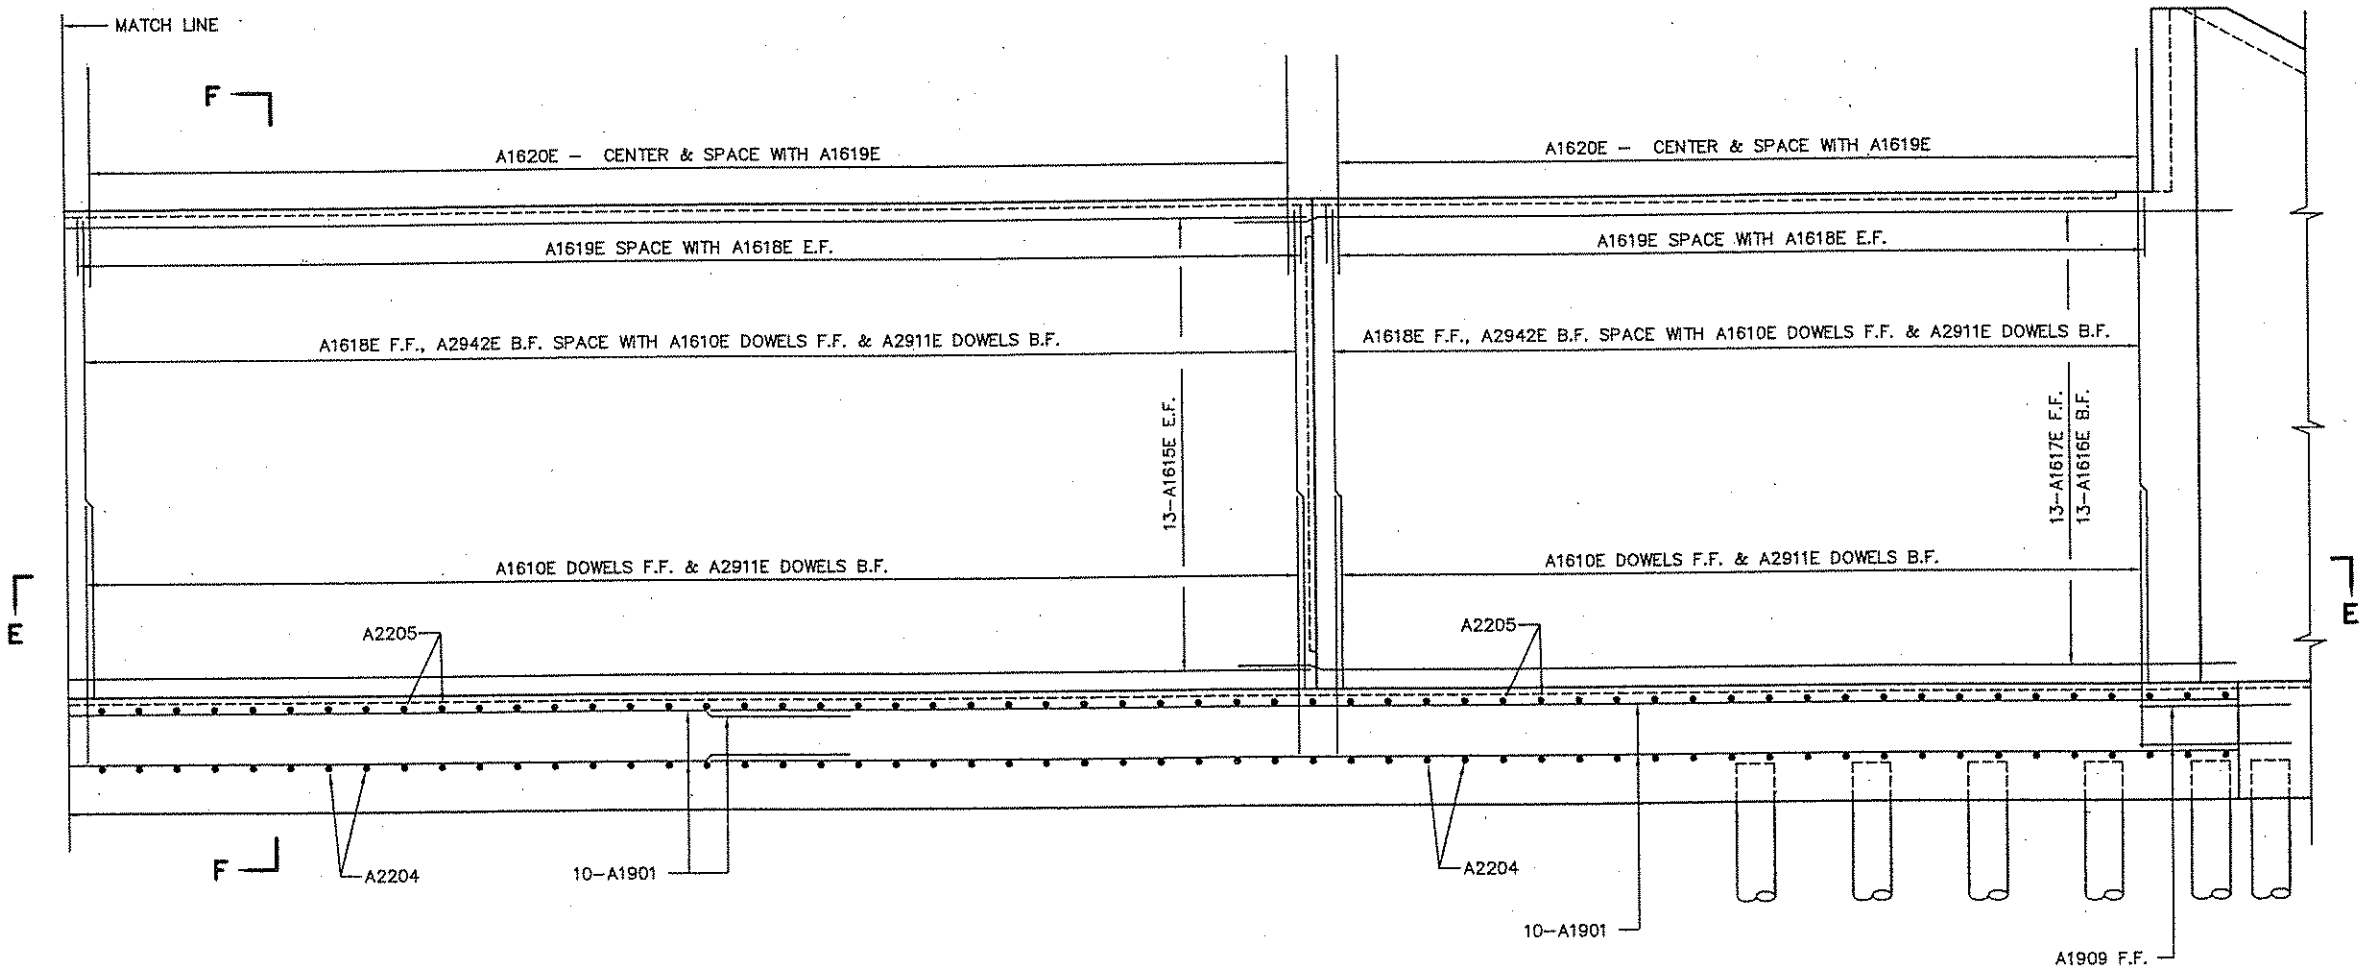 MATCH LINE
F
A1620E - CENTER & SPACE WITH A1619E
A1620E - CENTER & SPACE WITH A1619E
A1619E SPACE WITH A1618E E.F.
A1619E SPACE WITH A1618E E.F.
A1618E F.F., A2942E B.F. SPACE WITH A1610E DOWELS F.F. & A2911E DOWELS B.F.
A1618E F.F., A2942E B.F. SPACE WITH A1610E DOWELS F.F. & A2911E DOWELS B.F.
13-A1615E E.F.
13-A1617E F.F.
13-A1616E B.F.
A1610E DOWELS F.F. & A2911E DOWELS B.F.
A1610E DOWELS F.F. & A2911E DOWELS B.F.
E
E
A2205
A2205
F
A2204
10-A1901
A2204
10-A1901
A1909 F.F.